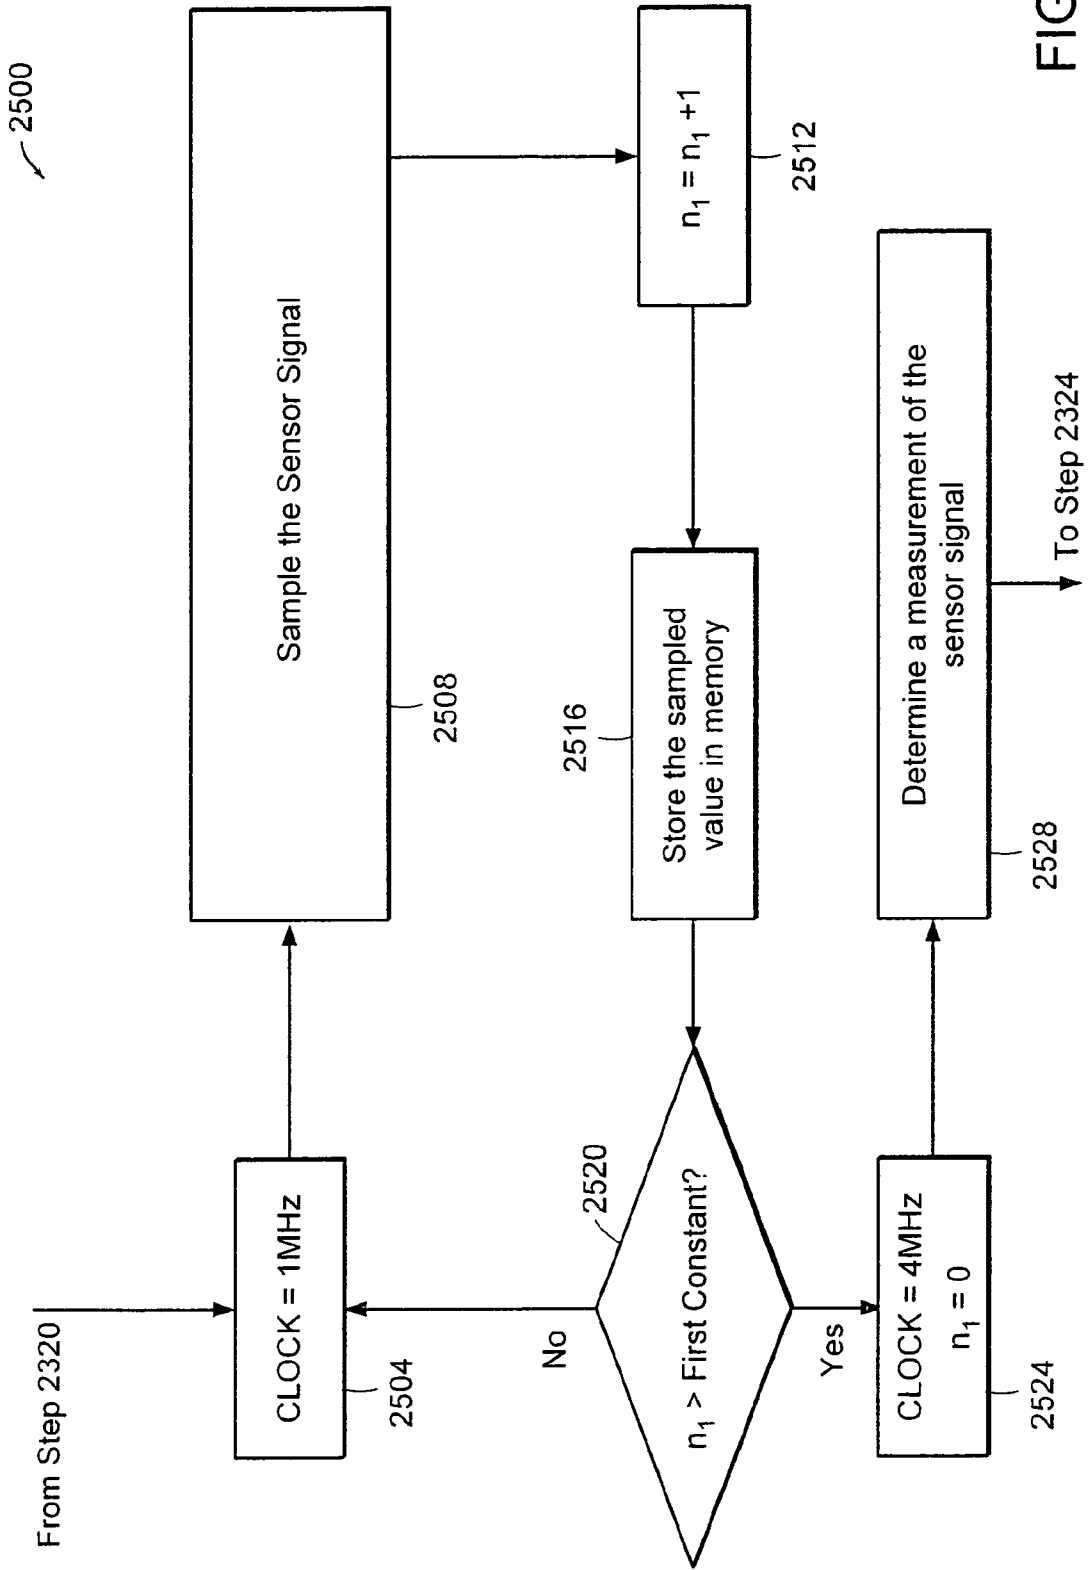 2500
From Step 2320
CLOCK = 1MHz
2504
Sample the Sensor Signal
2508
n₁ = n₁ +1
2512
Store the sampled
value in memory
2516
n₁ > First Constant?
2520
No
Yes
CLOCK = 4MHz
n₁ = 0
2524
Determine a measurement of the
sensor signal
2528
To Step 2324